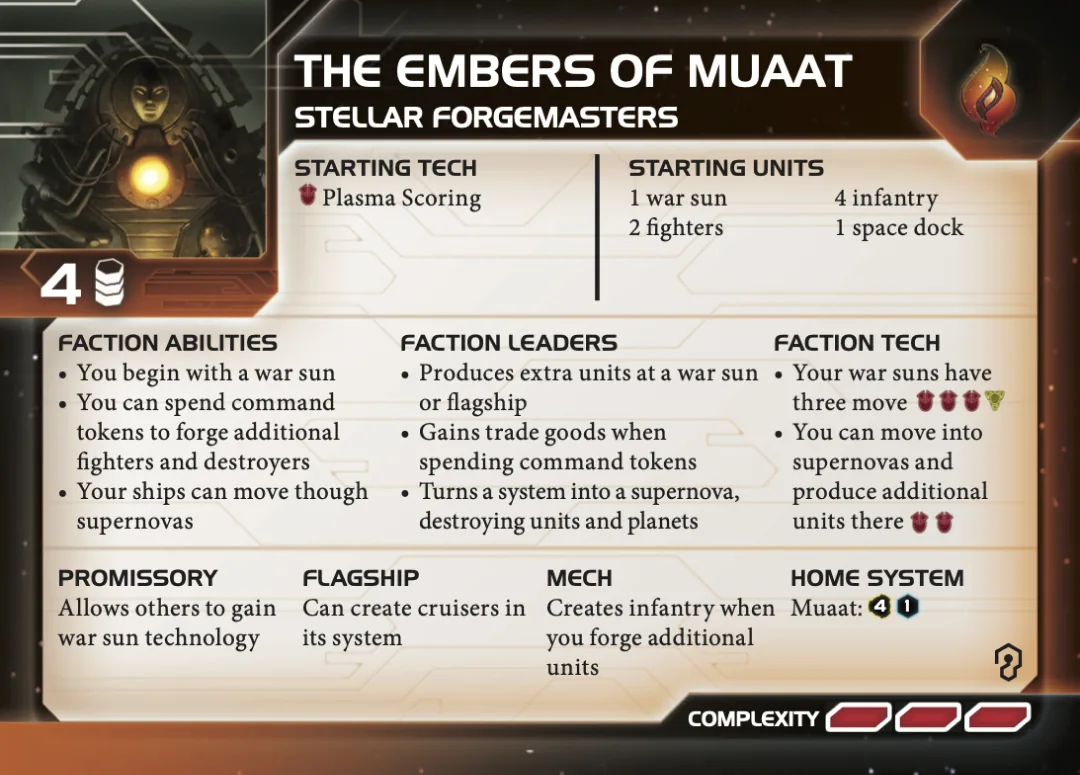 THE EMBERS OF MUAAT
STELLAR FORGEMASTERS
4
STARTING TECH
Plasma Scoring
STARTING UNITS
1 war sun
2 fighters
4 infantry
1 space dock
FACTION ABILITIES
• You begin with a war sun
• You can spend command
tokens to forge additional
fighters and destroyers
• Your ships can move though
supernovas
FACTION LEADERS
• Produces extra units at a war sun
or flagship
• Gains trade goods when
spending command tokens
• Turns a system into a supernova,
destroying units and planets
FACTION TECH
• Your war suns have
three move
• You can move into
supernovas and
produce additional
units there
PROMISSORY
Allows others to gain
war sun technology
FLAGSHIP
Can create cruisers in
its system
MECH
Creates infantry when
you forge additional
units
HOME SYSTEM
Muaat: 4 1
COMPLEXITY